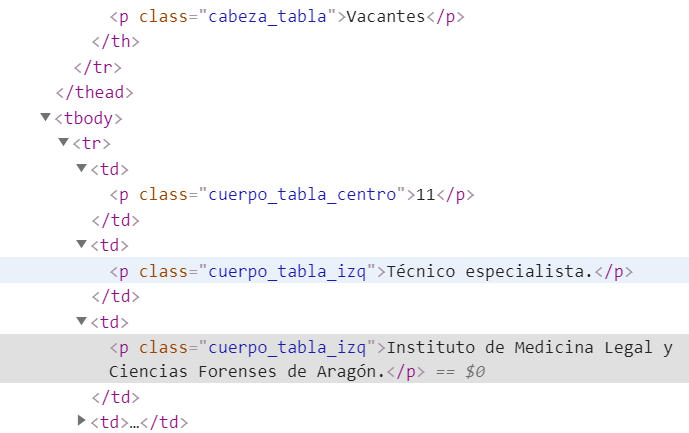 <p class="cabeza_tabla">Vacantes</p>
</th>
</tr>
</thead>
▼<tbody>
▼<tr>
▼<td>
<p class="cuerpo_tabla_centro">11</p>
</td>
▼<td>
<p class="cuerpo_tabla_izq">Técnico especialista.</p>
</td>
▼<td>
<p class="cuerpo_tabla_izq">Instituto de Medicina Legal y
Ciencias Forenses de Aragón.</p> == $0
</td>
▶<td>…</td>